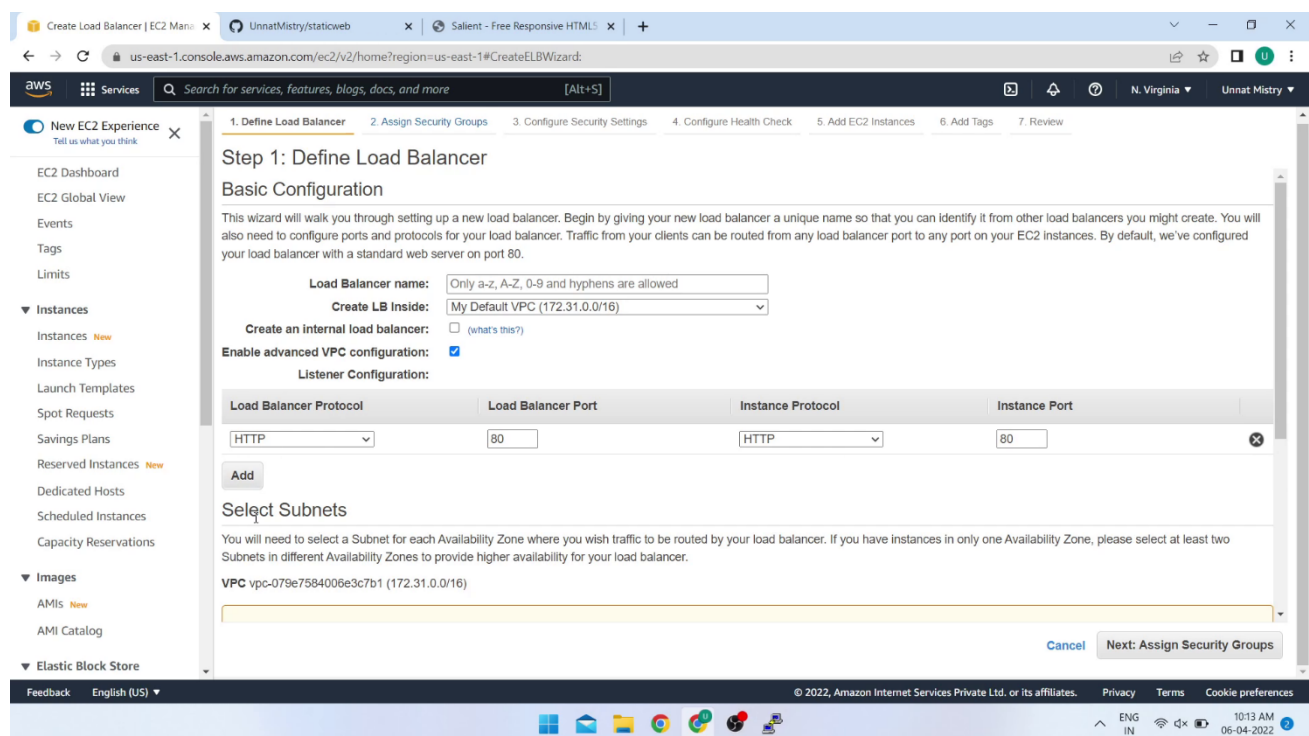 Create Load Balancer | EC2 Mana
UnnatMistry/staticweb
Salient - Free Responsive HTML5
us-east-1.console.aws.amazon.com/ec2/v2/home?region=us-east-1#CreateELBWizard:
U
aws
Services
Search for services, features, blogs, docs, and more
[Alt+S]
N. Virginia ▼
Unnat Mistry ▼
New EC2 Experience
Tell us what you think
EC2 Dashboard
EC2 Global View
Events
Tags
Limits
Instances
Instances New
Instance Types
Launch Templates
Spot Requests
Savings Plans
Reserved Instances New
Dedicated Hosts
Scheduled Instances
Capacity Reservations
Images
AMIs New
AMI Catalog
Elastic Block Store
1. Define Load Balancer
2. Assign Security Groups
3. Configure Security Settings
4. Configure Health Check
5. Add EC2 Instances
6. Add Tags
7. Review
Step 1: Define Load Balancer
Basic Configuration
This wizard will walk you through setting up a new load balancer. Begin by giving your new load balancer a unique name so that you can identify it from other load balancers you might create. You will
also need to configure ports and protocols for your load balancer. Traffic from your clients can be routed from any load balancer port to any port on your EC2 instances. By default, we've configured
your load balancer with a standard web server on port 80.
Load Balancer name: Only a-z, A-Z, 0-9 and hyphens are allowed
Create LB Inside: My Default VPC (172.31.0.0/16)
Create an internal load balancer: (what's this?)
Enable advanced VPC configuration:
Listener Configuration:
Load Balancer Protocol Load Balancer Port Instance Protocol Instance Port
HTTP 80 HTTP 80
Add
Select Subnets
You will need to select a Subnet for each Availability Zone where you wish traffic to be routed by your load balancer. If you have instances in only one Availability Zone, please select at least two
Subnets in different Availability Zones to provide higher availability for your load balancer.
VPC vpc-079e7584006e3c7b1 (172.31.0.0/16)
Cancel
Next: Assign Security Groups
Feedback
English (US) ▼
© 2022, Amazon Internet Services Private Ltd. or its affiliates.
Privacy
Terms
Cookie preferences
U
ENG
IN
10:13 AM
06-04-2022
2